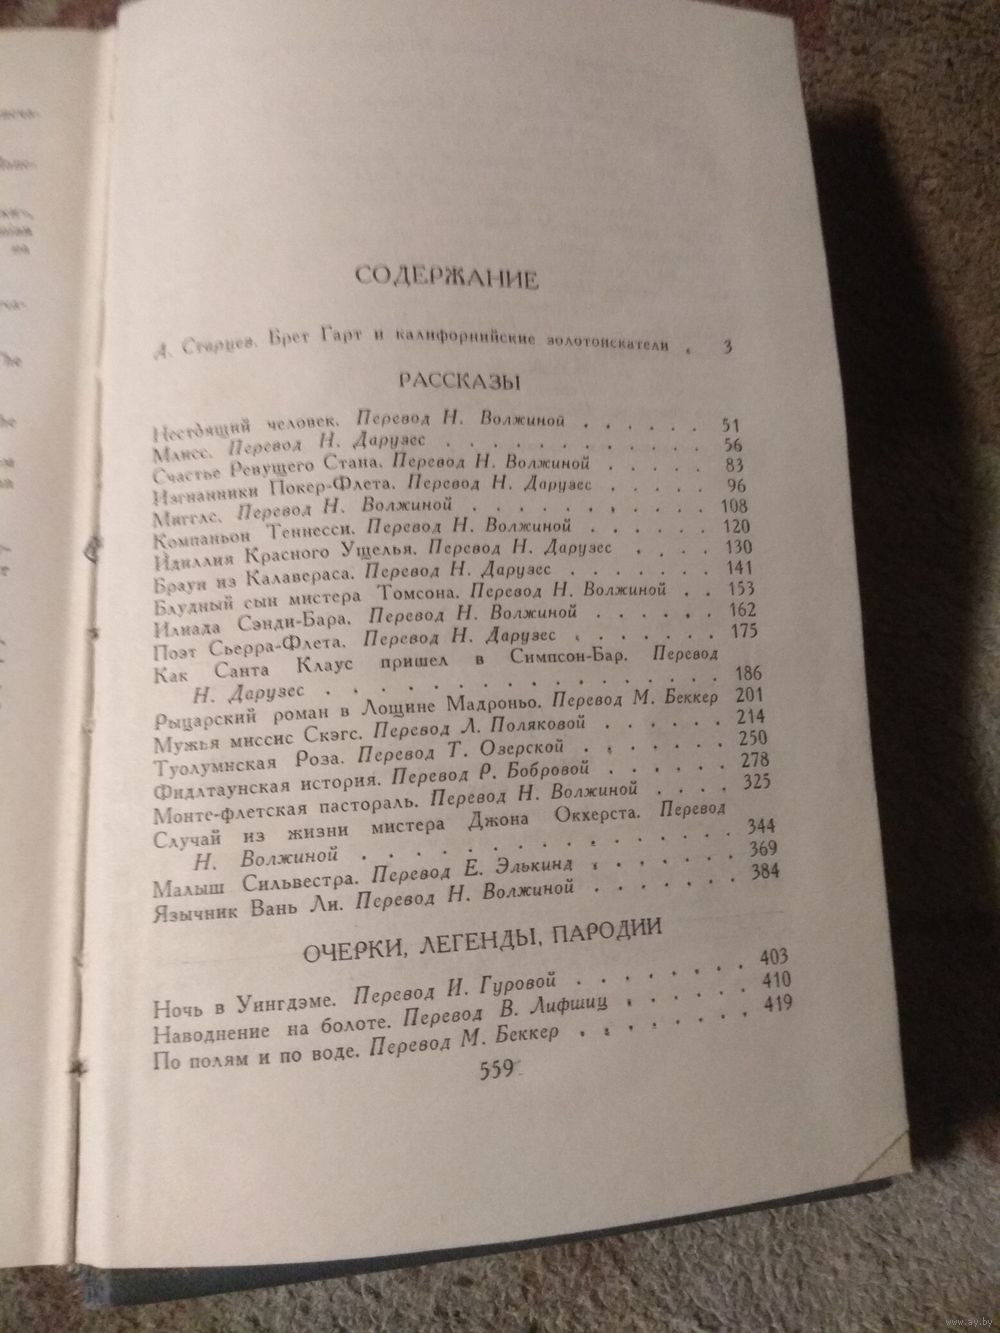 СОДЕРЖАНИЕ
А. Старцев. Брет Гарт и калифорнийские золотоискатели . 3
РАССКАЗЫ
Нестоящий человек. Перевод Н. Волжиной . . . . . . 51
Млисс. Перевод Н. Дарузес . . . . . . . . . . . 56
Счастье Ревущего Стана. Перевод Н. Волжиной . . . . . 83
Изгнанники Покер-Флета. Перевод Н. Дарузес . . . . . 96
Мигглс. Перевод Н. Волжиной . . . . . . . . . . 108
Компаньон Теннесси. Перевод Н. Волжиной . . . . . . 120
Идиллия Красного Ущелья. Перевод Н. Дарузес . . . . 130
Браун из Калавераса. Перевод Н. Дарузес . . . . . . . 141
Блудный сын мистера Томсона. Перевод Н. Волжиной . . 153
Илиада Сэнди-Бара. Перевод Н. Волжиной . . . . . . 162
Поэт Сьерра-Флета. Перевод Н. Дарузес . . . . . . . 175
Как Санта Клаус пришел в Симпсон-Бар. Перевод
Н. Дарузес . . . . . . . . . . . . . . . . 186
Рыцарский роман в Лощине Мадроньо. Перевод М. Беккер 201
Мужья миссис Скэгс. Перевод Л. Поляковой . . . . . . 214
Туолумнская Роза. Перевод Т. Озерской . . . . . . . 250
Фидлтаунская история. Перевод Р. Бобровой . . . . . . 278
Монте-флетская пастораль. Перевод Н. Волжиной . . . . 325
Случай из жизни мистера Джона Окхерста. Перевод
Н. Волжиной . . . . . . . . . . . . . . . 344
Малыш Сильвестра. Перевод Е. Элькинд . . . . . . . 369
Язычник Вань Ли. Перевод Н. Волжиной . . . . . . . 384
ОЧЕРКИ, ЛЕГЕНДЫ, ПАРОДИИ
Ночь в Уингдэме. Перевод И. Гуровой . . . . . . . . 403
Наводнение на болоте. Перевод В. Лифшиц . . . . . . 410
По полям и по воде. Перевод М. Беккер . . . . . . . . 419
559
www.ay.by